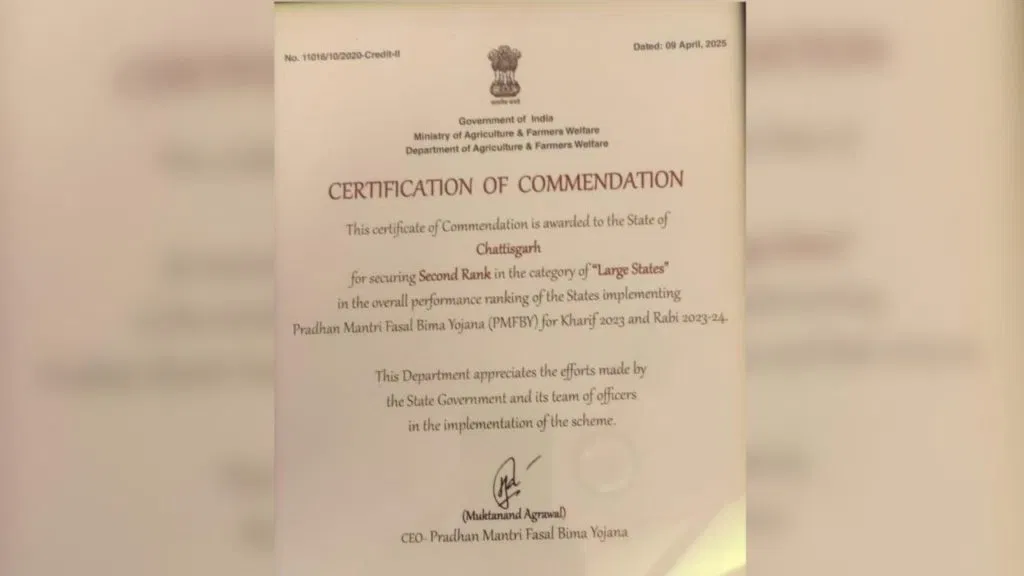 No. 11016/10/2020-Credit-II
Dated: 09 April, 2025
सत्यमेव जयते
Government of India
Ministry of Agriculture & Farmers Welfare
Department of Agriculture & Farmers Welfare
CERTIFICATION OF COMMENDATION
This certificate of Commendation is awarded to the State of
Chattisgarh
for securing Second Rank in the category of "Large States"
in the overall performance ranking of the States implementing
Pradhan Mantri Fasal Bima Yojana (PMFBY) for Kharif 2023 and Rabi 2023-24.
This Department appreciates the efforts made by
the State Government and its team of officers
in the implementation of the scheme.
(Muktanand Agrawal)
CEO- Pradhan Mantri Fasal Bima Yojana